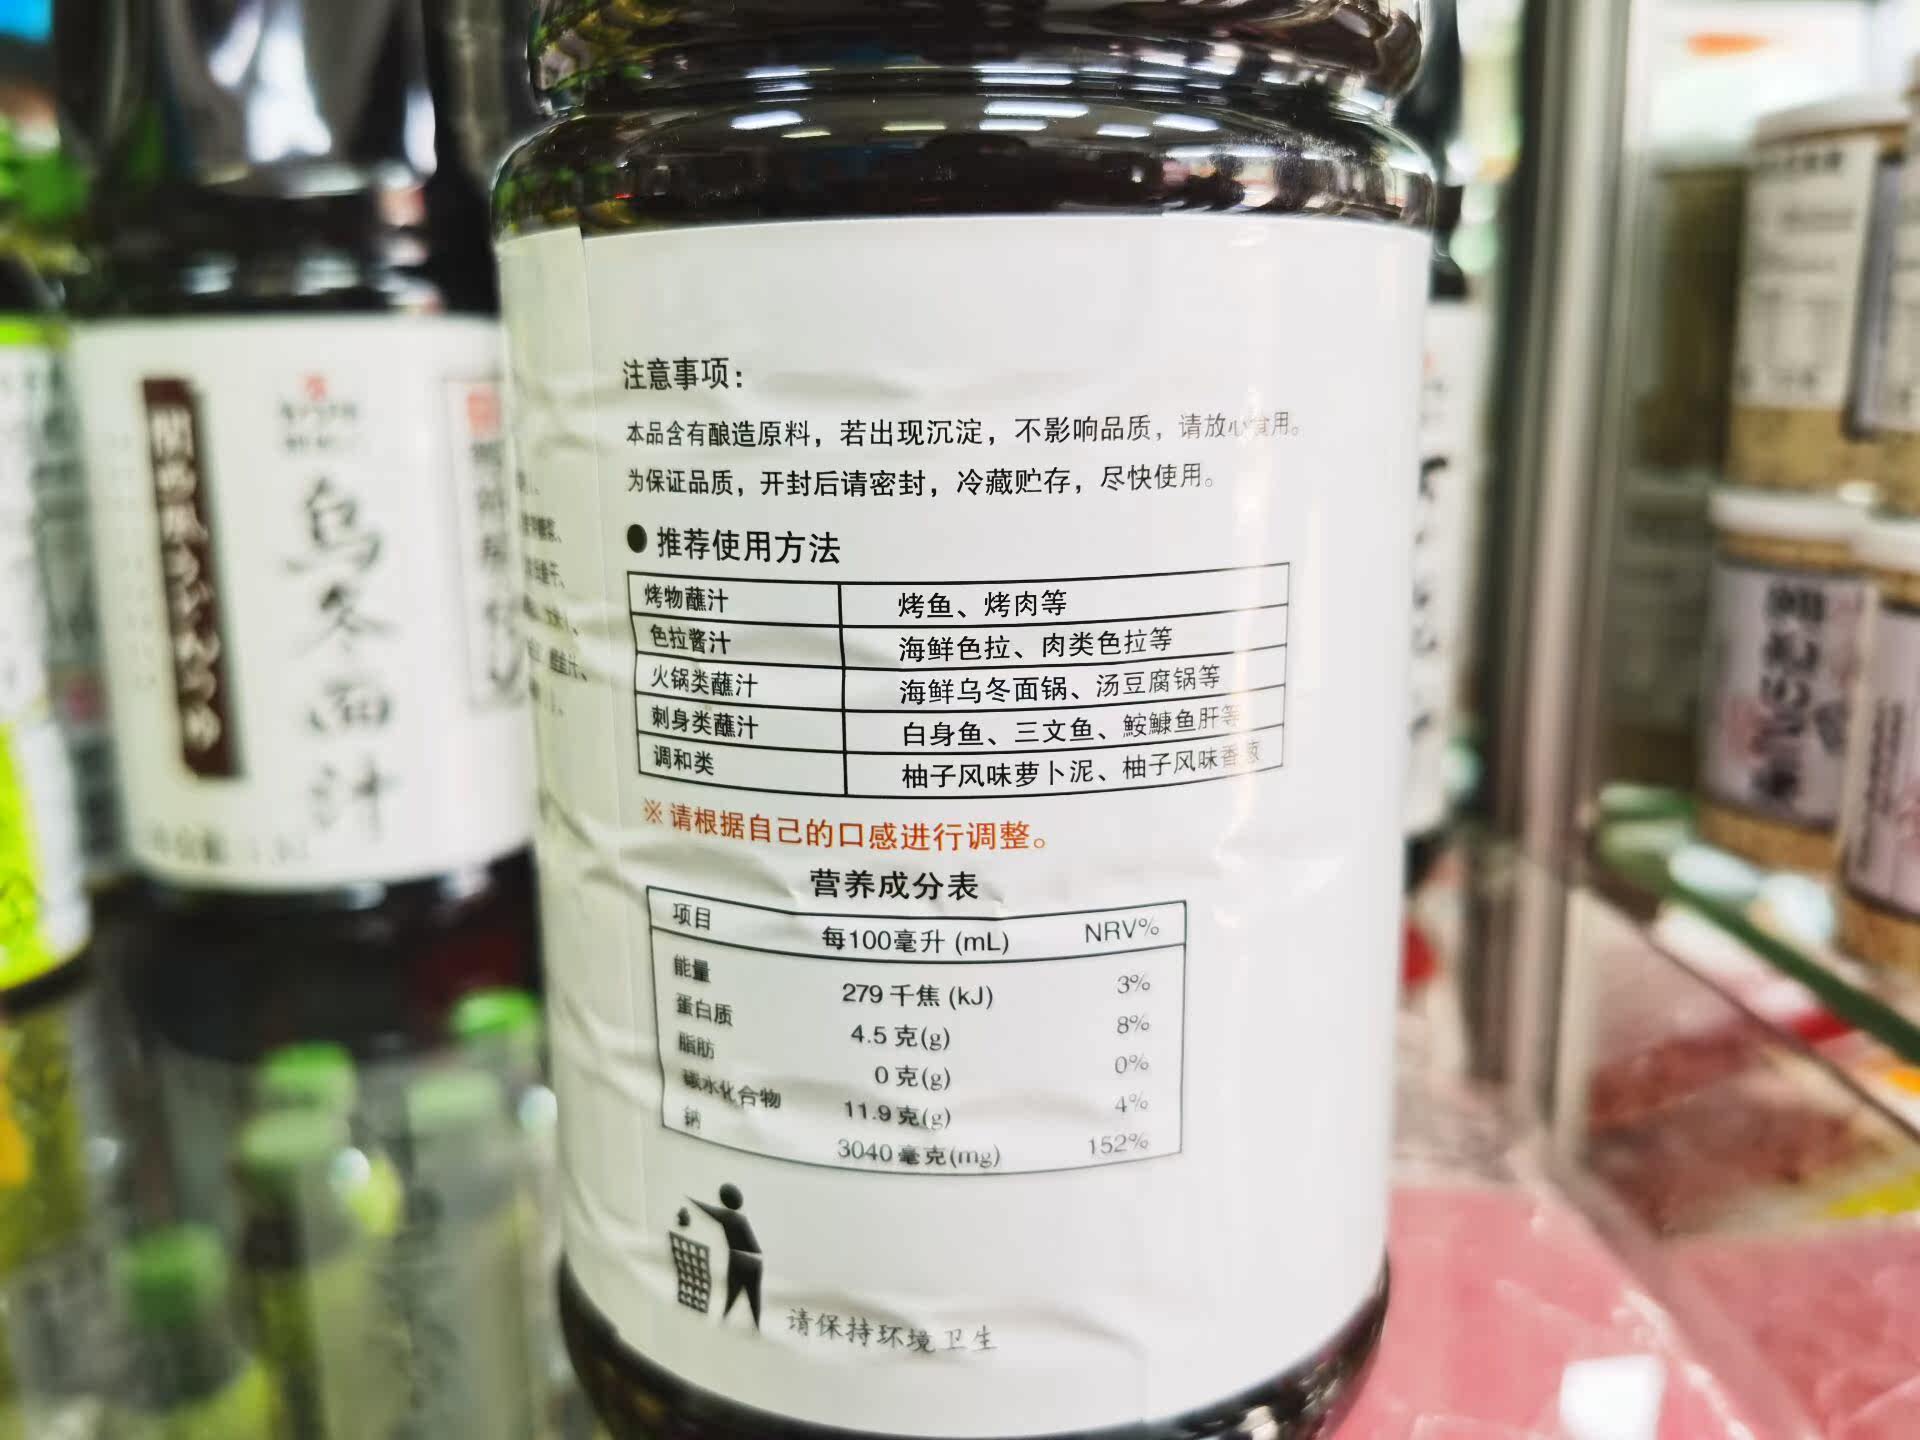 注意事项：
本品含有酿造原料，若出现沉淀，不影响品质，请放心食用。
为保证品质，开封后请密封，冷藏贮存，尽快使用。
● 推荐使用方法
烤物蘸汁 烤鱼、烤肉等
色拉酱汁 海鲜色拉、肉类色拉等
火锅类蘸汁 海鲜乌冬面锅、汤豆腐锅等
刺身类蘸汁 白身鱼、三文鱼、鮟鱇鱼肝等
调和类 柚子风味萝卜泥、柚子风味香葱
※请根据自己的口感进行调整。
营养成分表
项目 每100毫升 (mL) NRV%
能量 279 千焦 (kJ) 3%
蛋白质 4.5 克(g) 8%
脂肪 0 克(g) 0%
碳水化合物 11.9 克(g) 4%
钠 3040 毫克(mg) 152%
请保持环境卫生
乌冬面汁